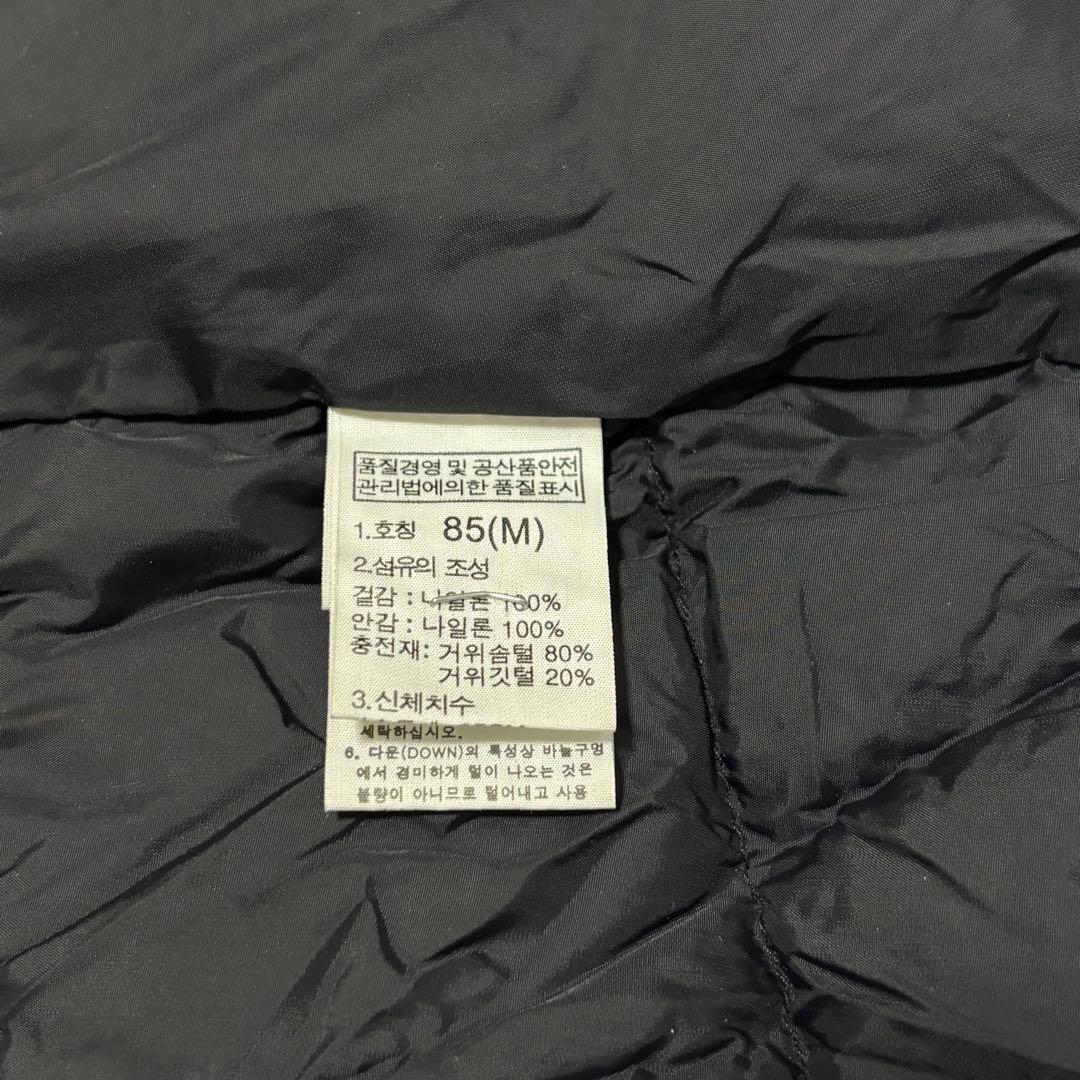 품질경영 및 공산품안전
관리법에의한 품질표시
1.호칭 85(M)
2.섬유의 조성
겉감 : 나일론 100%
안감 : 나일론 100%
충전재: 거위솜털 80%
거위깃털 20%
3.신체치수
세탁하십시오.
6. 다운(DOWN)의 특성상 바늘구멍
에서 경미하게 털이 나오는 것은
불량이 아니므로 털어내고 사용